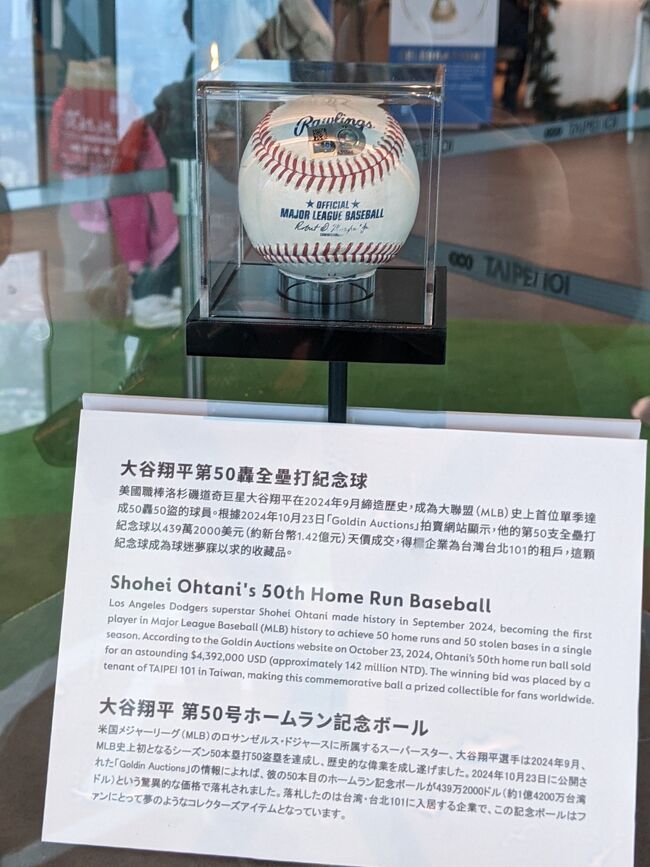 Rawlings
★ OFFICIAL ★
MAJOR LEAGUE BASEBALL
TAIPEI 101
TAIPEI 101
大谷翔平第50轟全壘打紀念球
美國職棒洛杉磯道奇巨星大谷翔平在2024年9月締造歷史，成為大聯盟(MLB)史上首位單季達
成50轟50盜的球員。根據2024年10月23日「Goldin Auctions」拍賣網站顯示，他的第50支全壘打
紀念球以439萬2000美元(約新台幣1.42億元)天價成交，得標企業為台灣台北101的租戶，這顆
紀念球成為球迷夢寐以求的收藏品。
Shohei Ohtani's 50th Home Run Baseball
Los Angeles Dodgers superstar Shohei Ohtani made history in September 2024, becoming the first
player in Major League Baseball (MLB) history to achieve 50 home runs and 50 stolen bases in a single
season. According to the Goldin Auctions website on October 23, 2024, Ohtani's 50th home run ball sold
for an astounding $4,392,000 USD (approximately 142 million NTD). The winning bid was placed by a
tenant of TAIPEI 101 in Taiwan, making this commemorative ball a prized collectible for fans worldwide.
大谷翔平 第50号ホームラン記念ボール
米国メジャーリーグ(MLB)のロサンゼルス・ドジャースに所属するスーパースター、大谷翔平選手は2024年9月、
MLB史上初となるシーズン50本塁打50盗塁を達成し、歴史的な偉業を成し遂げました。2024年10月23日に公開さ
れた「Goldin Auctions」の情報によれば、彼の50本目のホームラン記念ボールが439万2000ドル(約1億4200万台湾
ドル)という驚異的な価格で落札されました。落札したのは台湾・台北101に入居する企業で、この記念ボールはフ
ァンにとって夢のようなコレクターズアイテムとなっています。